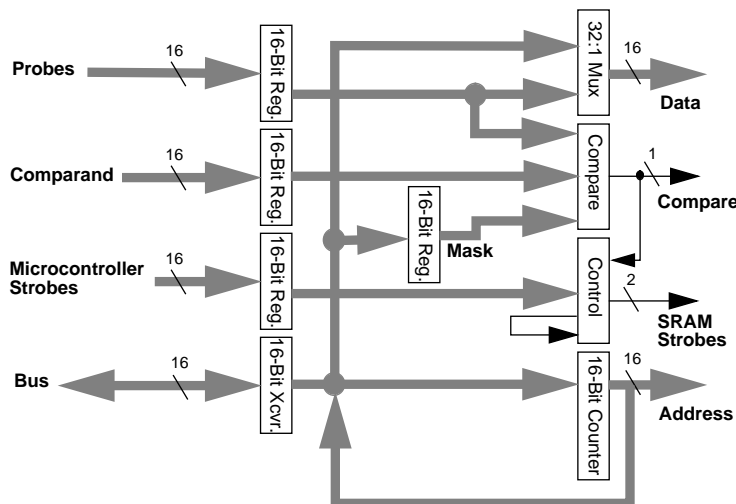 16
Probes
16-Bit Reg.
32:1 Mux
16
Data
16
Comparand
16-Bit Reg.
Compare
1
Compare
16-Bit Reg.
Mask
Microcontroller
Strobes
16
16-Bit Reg.
Control
2
SRAM
Strobes
Bus
16
16-Bit Xcvr.
16-Bit Counter
16
Address